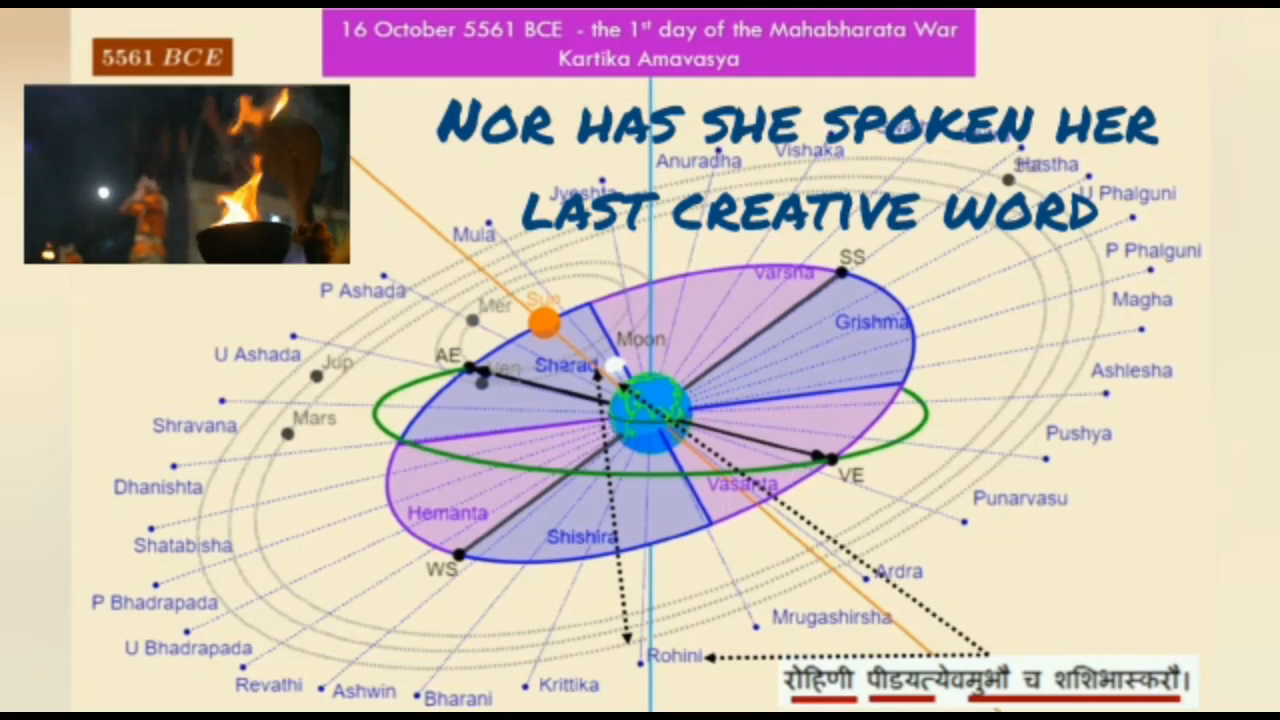 16 October 5561 BCE - the 1st day of the Mahabharata War
Kartika Amavasya
5561 BCE
NOR HAS SHE SPOKEN HER
LAST CREATIVE WORD
Vishaka
Anuradha
Hastha
Jyeshta
U Phalguni
Mula
P Phalguni
SS
Varsha
P Ashada
Magha
Mer
Sun
Grishma
Moon
U Ashada
Jup
AE
Ven
Sharad
Ashlesha
Mars
Shravana
Pushya
VE
Dhanishta
Vasanta
Punarvasu
Hemanta
Shishira
Shatabisha
WS
Ardra
P Bhadrapada
Mrugashirsha
U Bhadrapada
Rohini
रोहिणी पीडयत्येवमुभौ च शशिभास्करौ।
Revathi
Ashwin
Bharani
Krittika